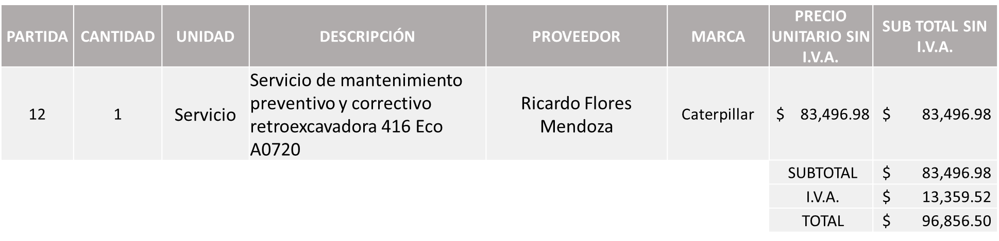 PARTIDA CANTIDAD UNIDAD DESCRIPCIÓN PROVEEDOR MARCA PRECIO UNITARIO SIN I.V.A. SUB TOTAL SIN I.V.A.
12 1 Servicio Servicio de mantenimiento preventivo y correctivo retroexcavadora 416 Eco A0720 Ricardo Flores Mendoza Caterpillar $ 83,496.98 $ 83,496.98
SUBTOTAL $ 83,496.98
I.V.A. $ 13,359.52
TOTAL $ 96,856.50